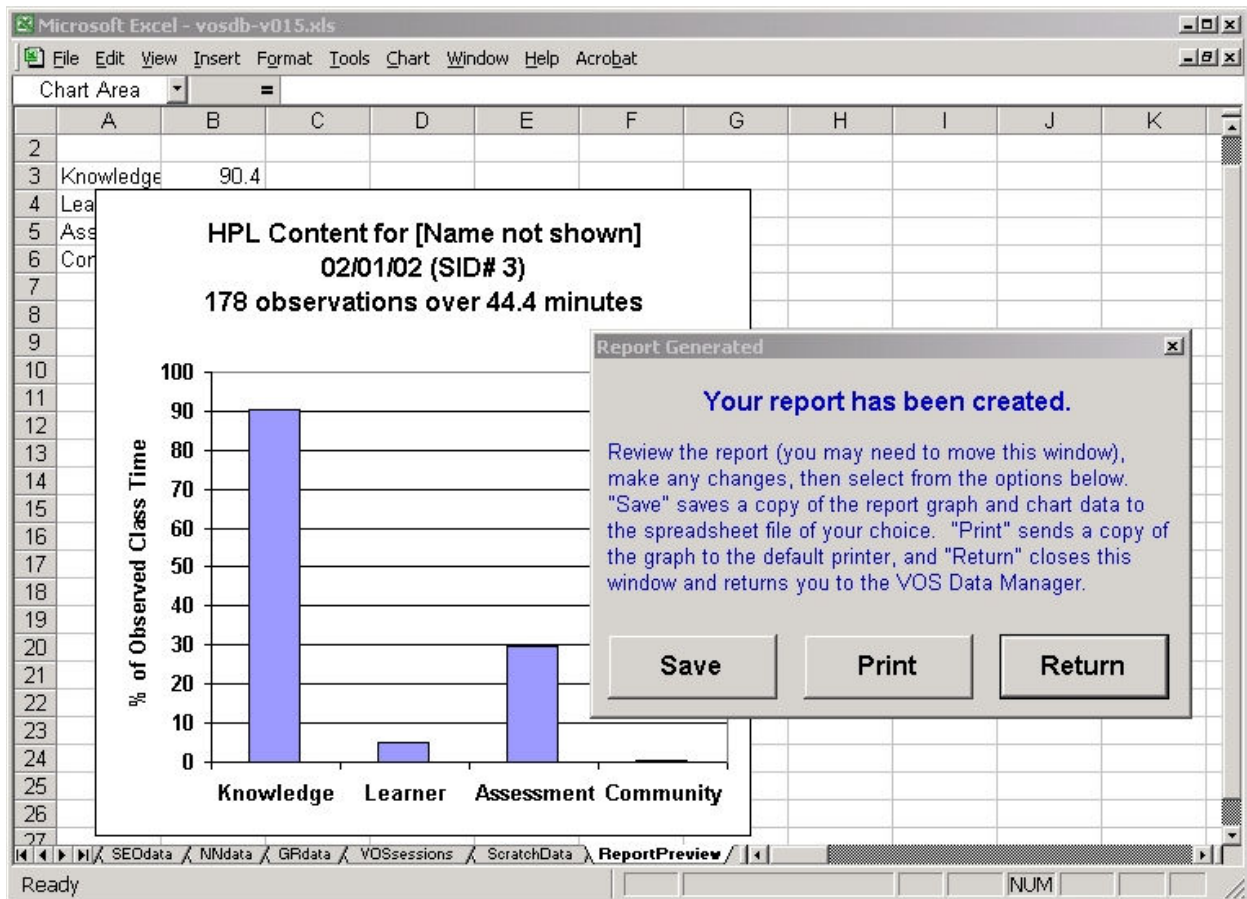 Microsoft Excel - vosdb-v015.xls
File Edit View Insert Format Tools Chart Window Help Acrobat
Chart Area =
A B C D E F G H I J K
2
3 Knowledge 90.4
4 Lea
5 Ass
6 Cor
7
8
9
10
11
12
13
14
15
16
17
18
19
20
21
22
23
24
25
26
27
HPL Content for [Name not shown]
02/01/02 (SID# 3)
178 observations over 44.4 minutes
% of Observed Class Time
100
90
80
70
60
50
40
30
20
10
0
Knowledge Learner Assessment Community
Report Generated
Your report has been created.
Review the report (you may need to move this window),
make any changes, then select from the options below.
"Save" saves a copy of the report graph and chart data to
the spreadsheet file of your choice. "Print" sends a copy of
the graph to the default printer, and "Return" closes this
window and returns you to the VOS Data Manager.
Save Print Return
SEOdata NNdata GRdata VOSsessions ScratchData ReportPreview
Ready NUM